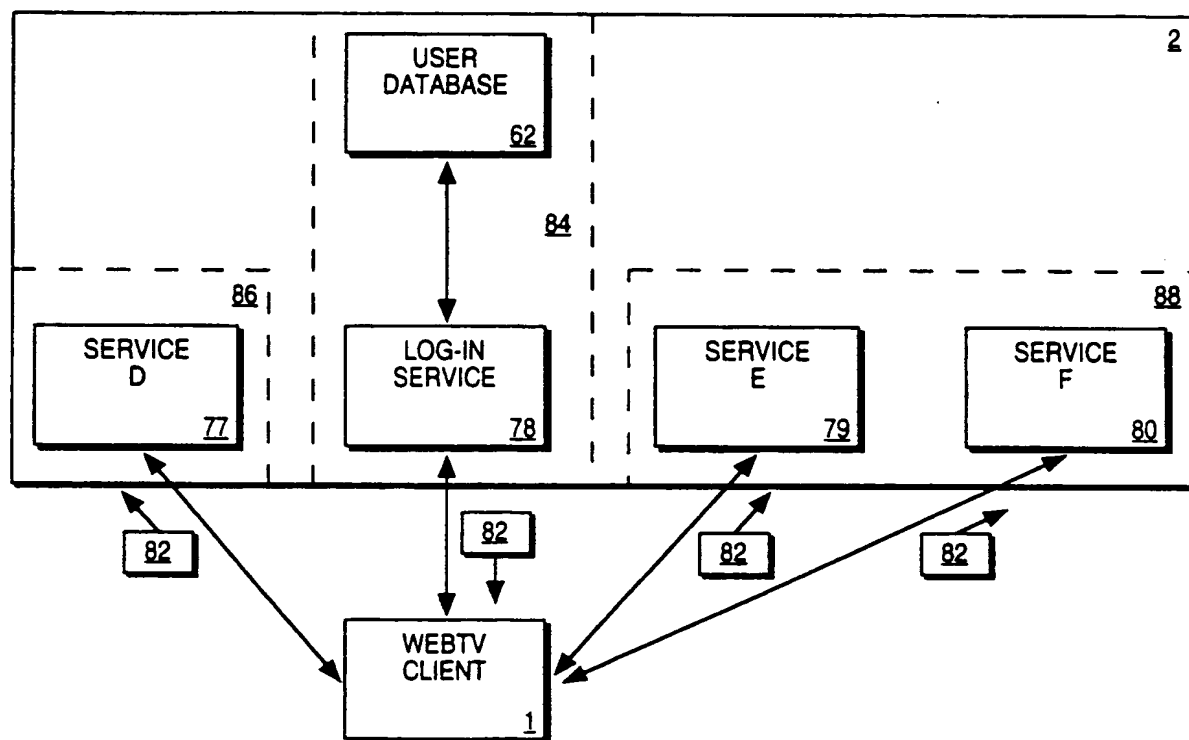 2
USER
DATABASE
62
84
86
88
SERVICE
D
77
LOG-IN
SERVICE
78
SERVICE
E
79
SERVICE
F
80
82
82
82
82
WEBTV
CLIENT
1